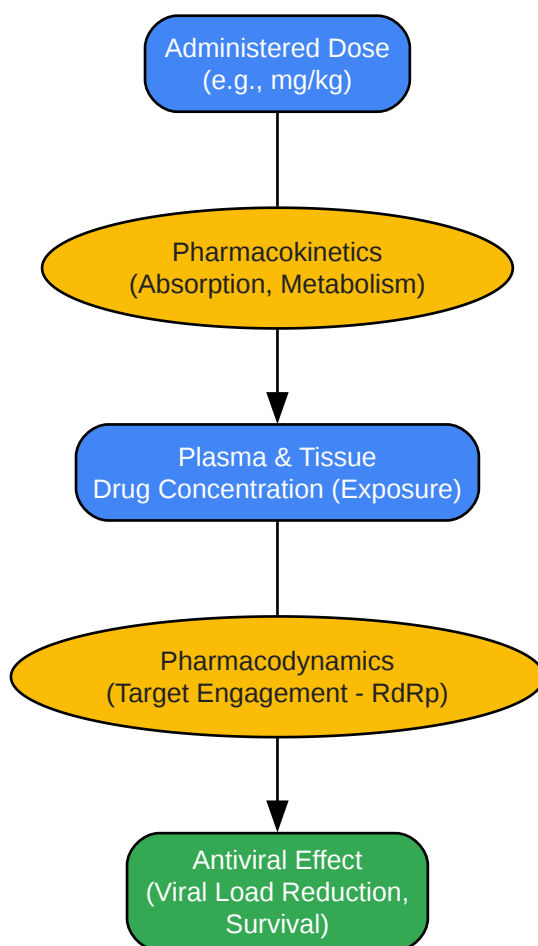 Administered Dose
(e.g., mg/kg)
Pharmacokinetics
(Absorption, Metabolism)
Plasma & Tissue
Drug Concentration (Exposure)
Pharmacodynamics
(Target Engagement - RdRp)
Antiviral Effect
(Viral Load Reduction,
Survival)